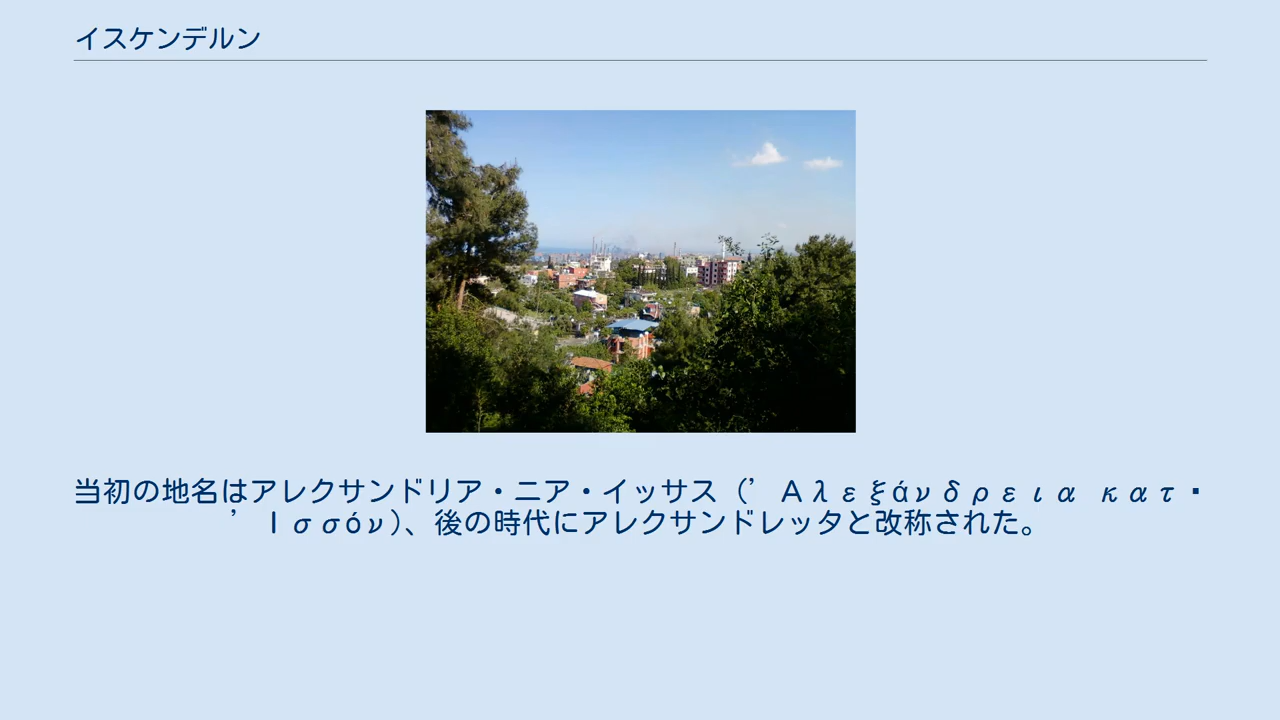 イスケンデルン
当初の地名はアレクサンドリア・ニア・イッサス（’Αλεξάνδρεια κατ▪
’Ισσόν）、後の時代にアレクサンドレッタと改称された。